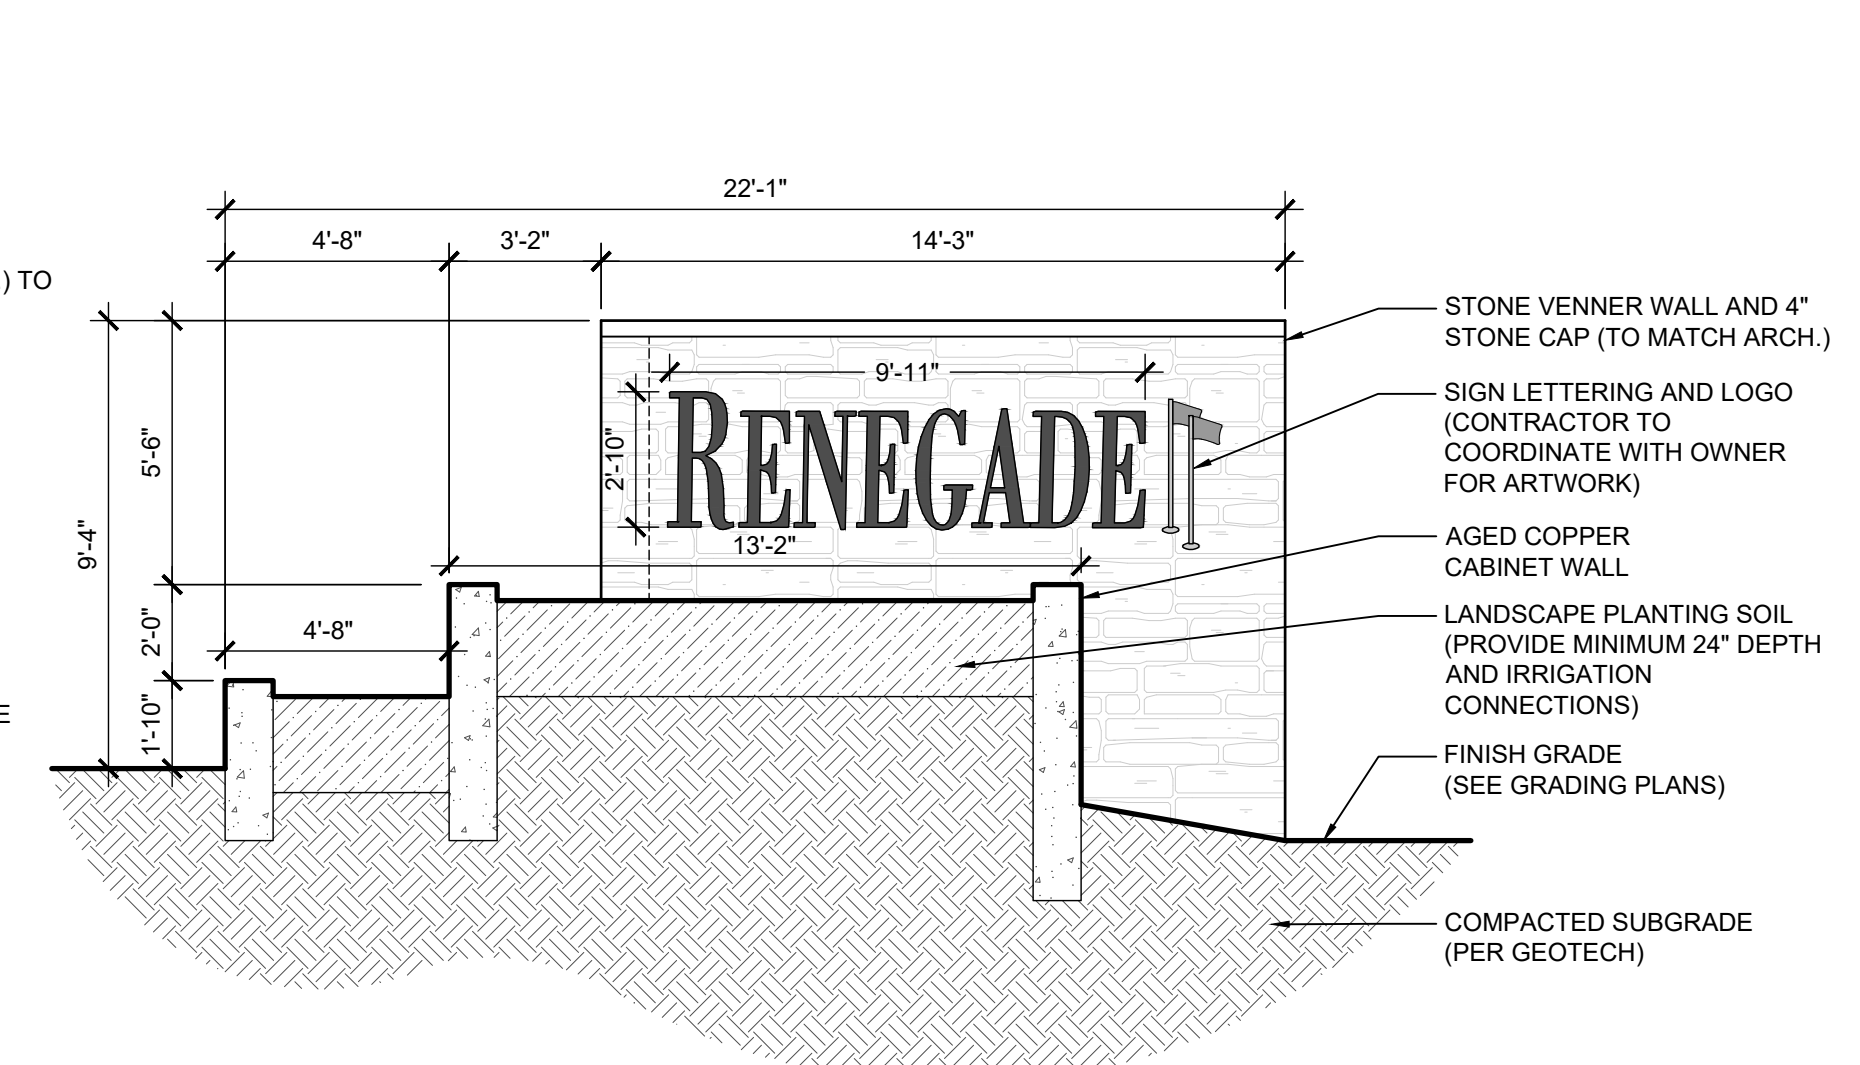 22'-1"
4'-8"
3'-2"
14'-3"
) TO
STONE VENNER WALL AND 4"
STONE CAP (TO MATCH ARCH.)
9'-11"
SIGN LETTERING AND LOGO
(CONTRACTOR TO
COORDINATE WITH OWNER
FOR ARTWORK)
5'-6"
2'-10"
RENEGADE
9'-4"
13'-2"
AGED COPPER
CABINET WALL
2'-0"
4'-8"
LANDSCAPE PLANTING SOIL
(PROVIDE MINIMUM 24" DEPTH
AND IRRIGATION
CONNECTIONS)
E
1'-10"
FINISH GRADE
(SEE GRADING PLANS)
COMPACTED SUBGRADE
(PER GEOTECH)